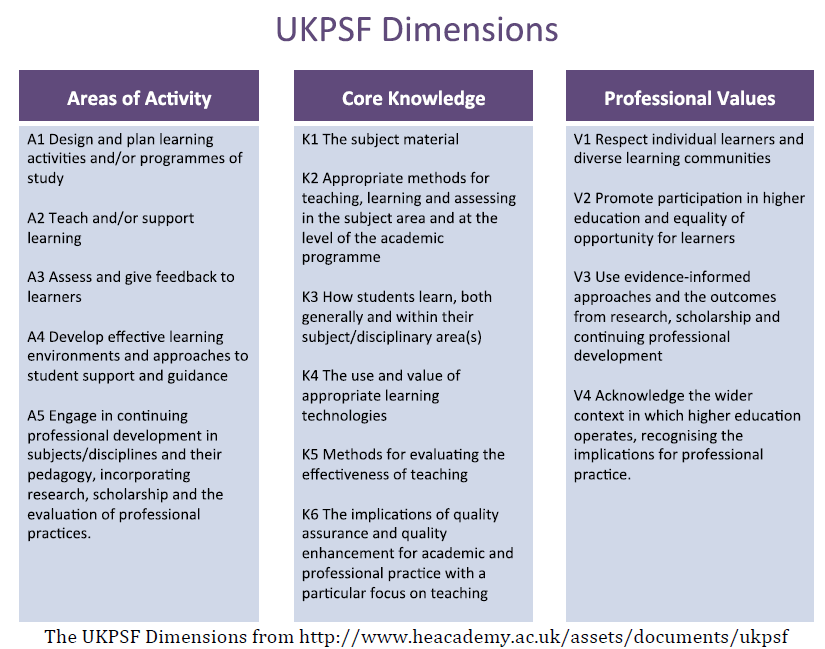 UKPSF Dimensions
Areas of Activity
A1 Design and plan learning
activities and/or programmes of
study
A2 Teach and/or support
learning
A3 Assess and give feedback to
learners
A4 Develop effective learning
environments and approaches to
student support and guidance
A5 Engage in continuing
professional development in
subjects/disciplines and their
pedagogy, incorporating
research, scholarship and the
evaluation of professional
practices.
Core Knowledge
K1 The subject material
K2 Appropriate methods for
teaching, learning and assessing
in the subject area and at the
level of the academic
programme
K3 How students learn, both
generally and within their
subject/disciplinary area(s)
K4 The use and value of
appropriate learning
technologies
K5 Methods for evaluating the
effectiveness of teaching
K6 The implications of quality
assurance and quality
enhancement for academic and
professional practice with a
particular focus on teaching
Professional Values
V1 Respect individual learners and
diverse learning communities
V2 Promote participation in higher
education and equality of
opportunity for learners
V3 Use evidence-informed
approaches and the outcomes
from research, scholarship and
continuing professional
development
V4 Acknowledge the wider
context in which higher education
operates, recognising the
implications for professional
practice.
The UKPSF Dimensions from http://www.heacademy.ac.uk/assets/documents/ukpsf